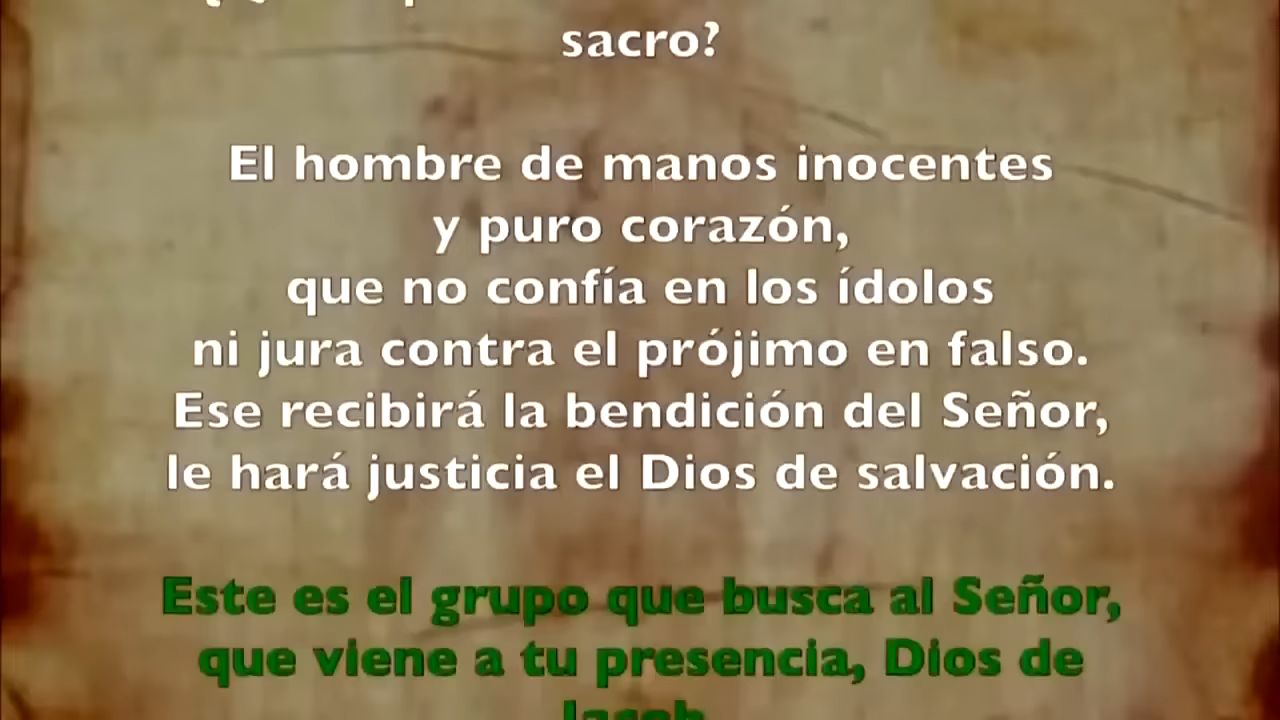 sacro?
El hombre de manos inocentes
y puro corazón,
que no confía en los ídolos
ni jura contra el prójimo en falso.
Ese recibirá la bendición del Señor,
le hará justicia el Dios de salvación.
Este es el grupo que busca al Señor,
que viene a tu presencia, Dios de
Jacob